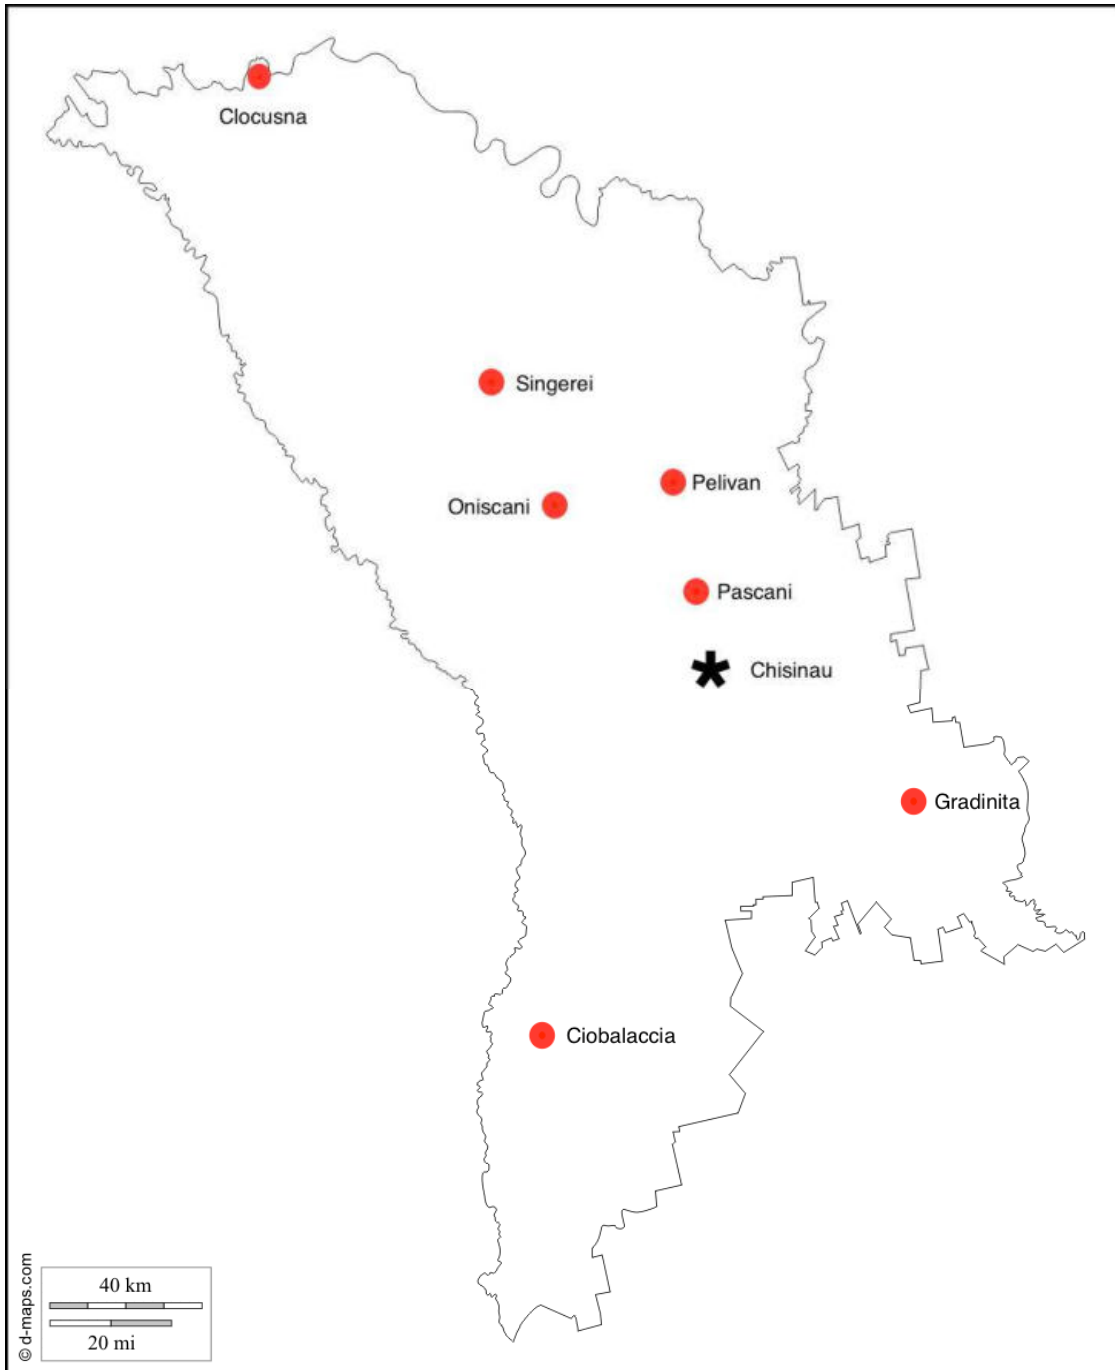 Clocusna
Singerei
Pelivan
Oniscani
Pascani
Chisinau
Gradinita
Ciobalaccia
40 km
20 mi
© d-maps.com